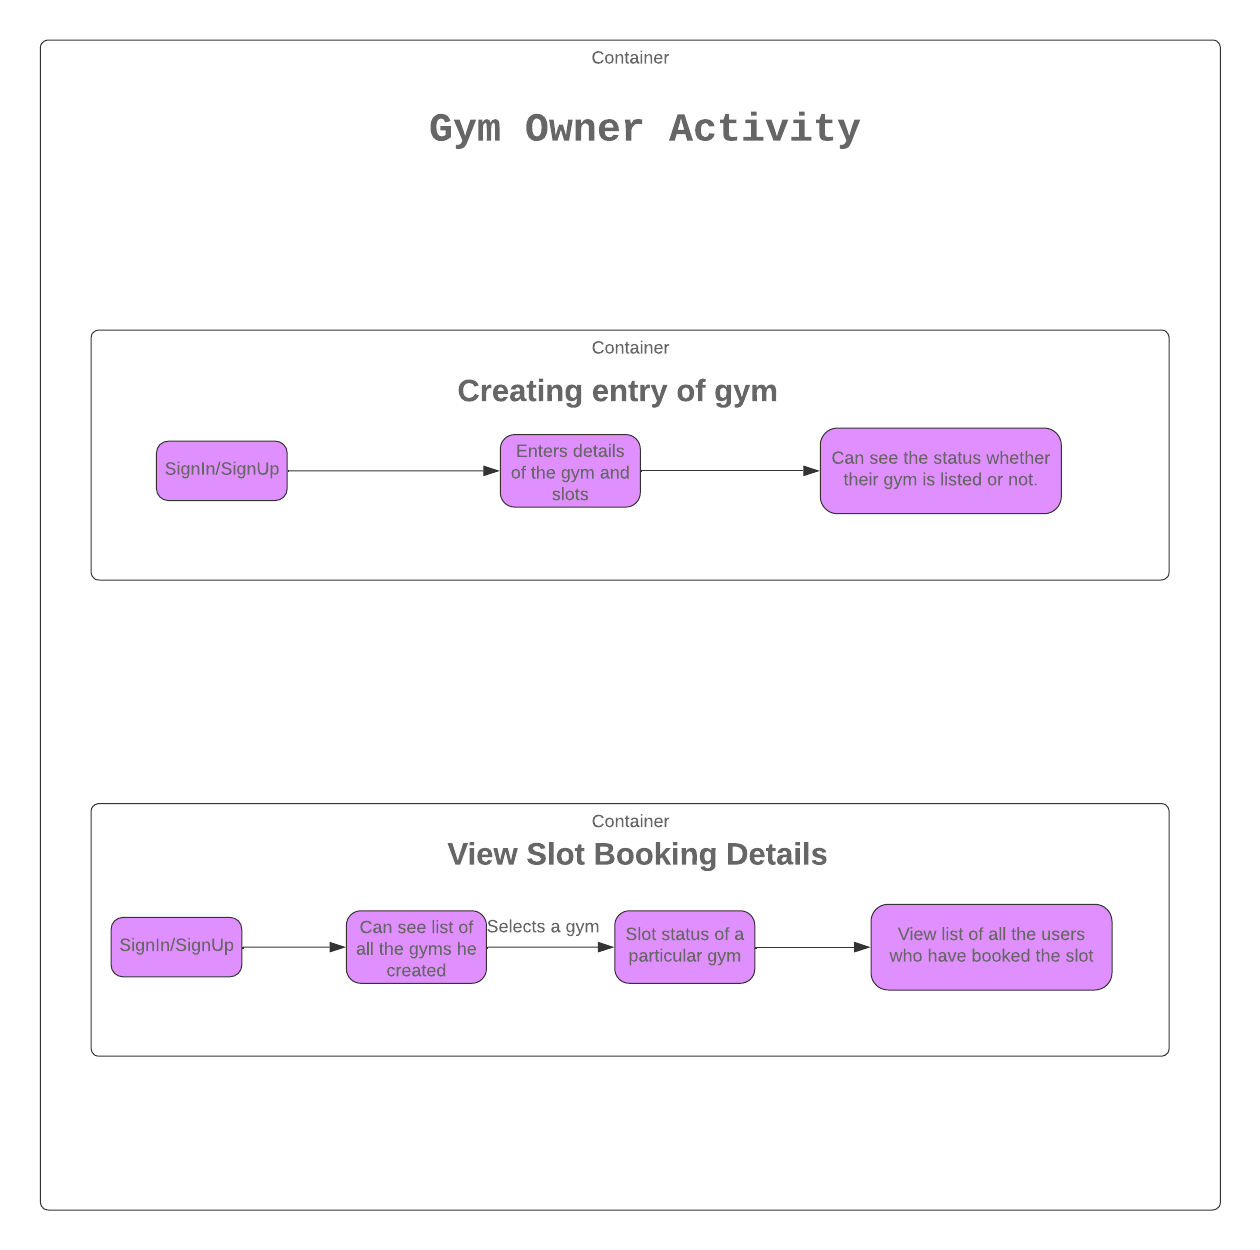 Container
Gym Owner Activity
Container
Creating entry of gym
SignIn/SignUp
Enters details
of the gym and
slots
Can see the status whether
their gym is listed or not.
Container
View Slot Booking Details
SignIn/SignUp
Can see list of
all the gyms he
created
Selects a gym
Slot status of a
particular gym
View list of all the users
who have booked the slot